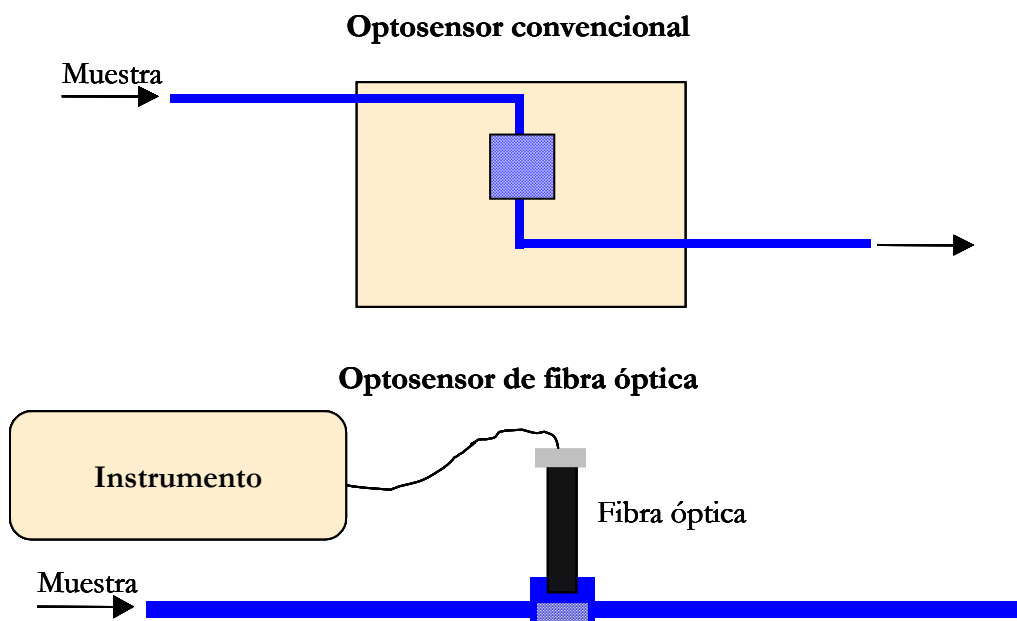 Optosensor convencional
Muestra
Optosensor de fibra óptica
Instrumento
Fibra óptica
Muestra